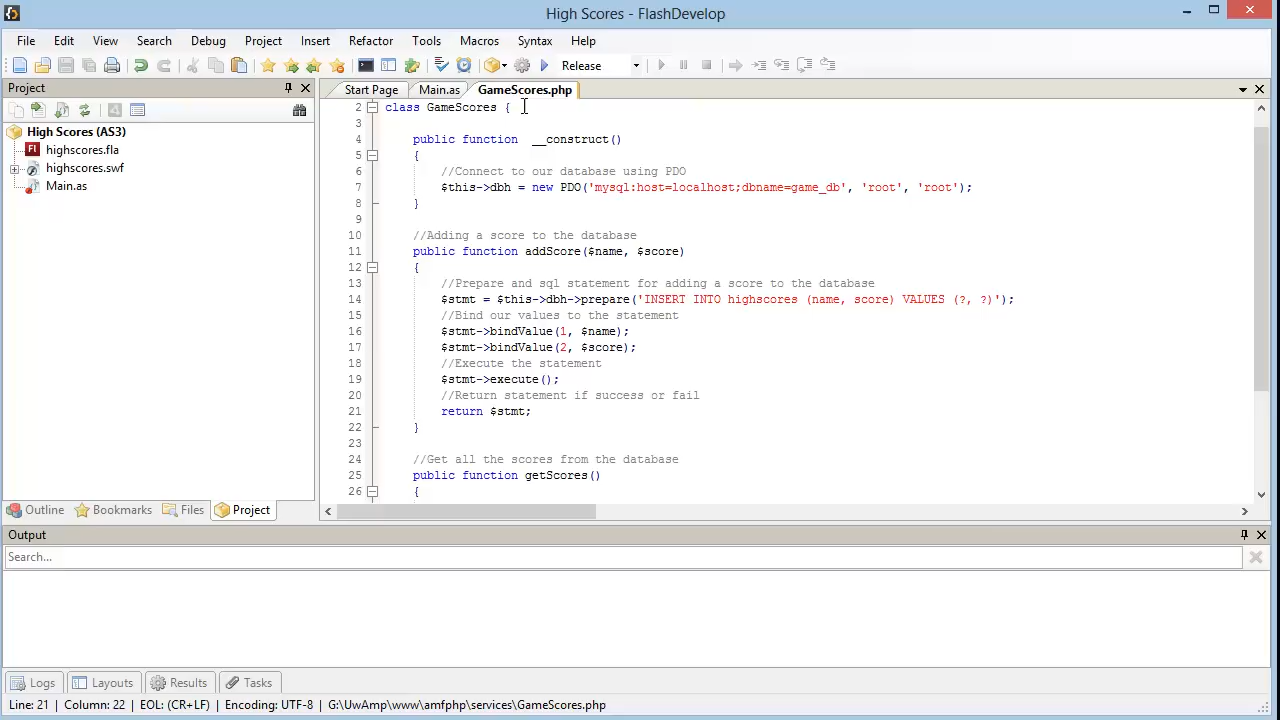 High Scores - FlashDevelop
File Edit View Search Debug Project Insert Refactor Tools Macros Syntax Help
Release
Project
Start Page Main.as GameScores.php
High Scores (AS3)
highscores.fla
highscores.swf
Main.as
2 class GameScores {
3
4 public function __construct()
5 {
6 //Connect to our database using PDO
7 $this->dbh = new PDO('mysql:host=localhost;dbname=game_db', 'root', 'root');
8 }
9
10 //Adding a score to the database
11 public function addScore($name, $score)
12 {
13 //Prepare and sql statement for adding a score to the database
14 $stmt = $this->dbh->prepare('INSERT INTO highscores (name, score) VALUES (?, ?)');
15 //Bind our values to the statement
16 $stmt->bindValue(1, $name);
17 $stmt->bindValue(2, $score);
18 //Execute the statement
19 $stmt->execute();
20 //Return statement if success or fail
21 return $stmt;
22 }
23
24 //Get all the scores from the database
25 public function getScores()
26 {
Outline Bookmarks Files Project
Output
Search...
Logs Layouts Results Tasks
Line: 21 Column: 22 EOL: (CR+LF) Encoding: UTF-8 G:\UwAmp\www\amfphp\services\GameScores.php